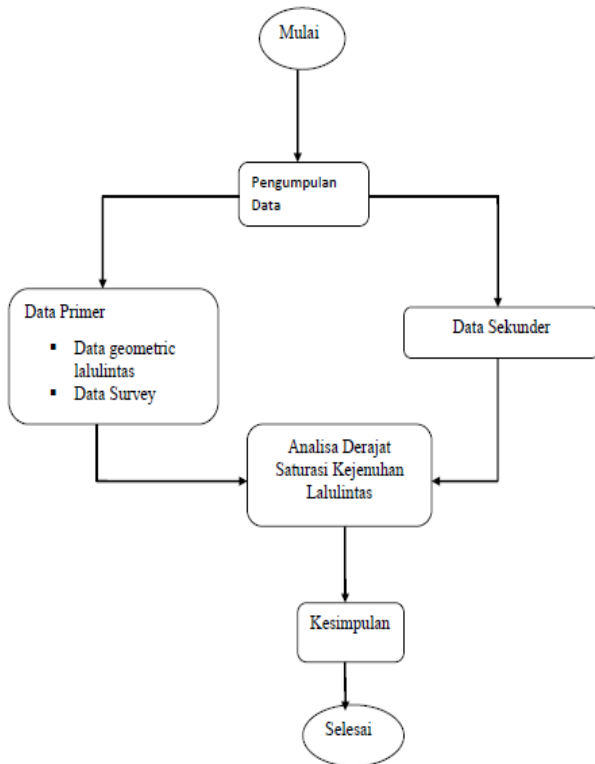 Mulai
Pengumpulan
Data
Data Primer
▪ Data geometric
lalulintas
▪ Data Survey
Data Sekunder
Analisa Derajat
Saturasi Kejenuhan
Lalulintas
Kesimpulan
Selesai